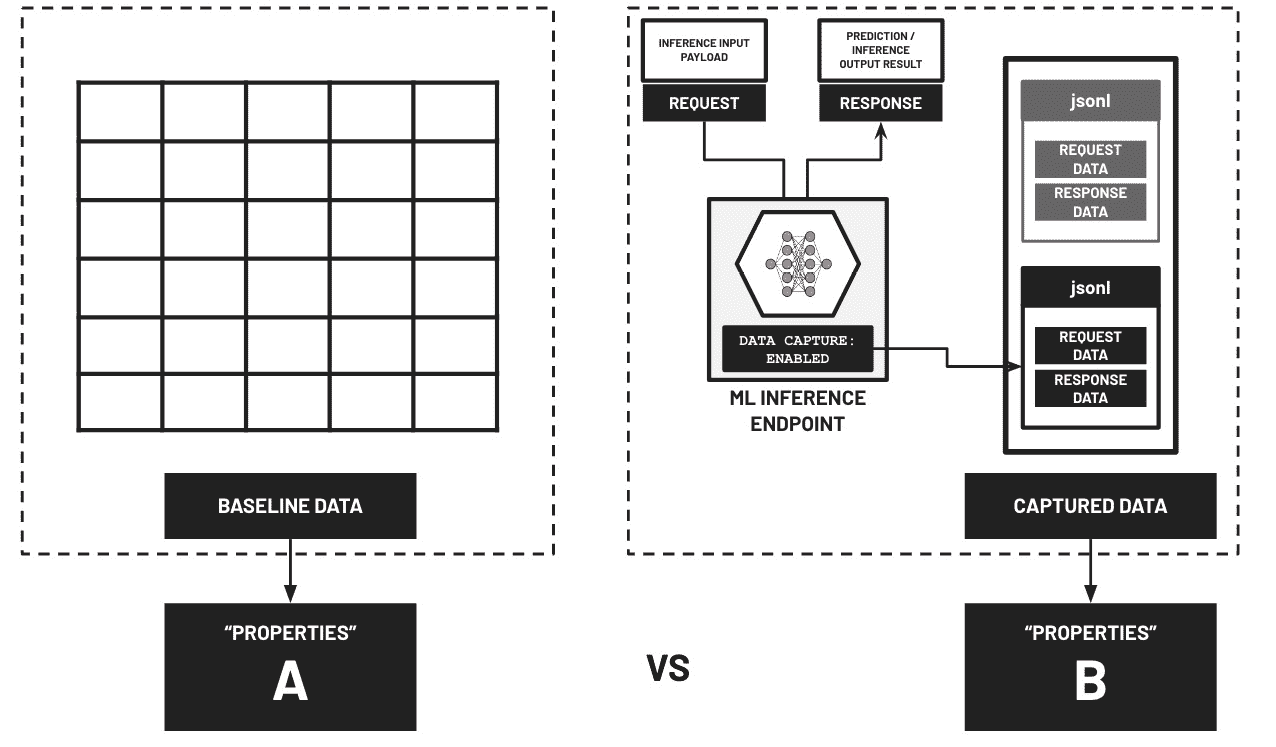 INFERENCE INPUT
PAYLOAD
REQUEST
PREDICTION /
INFERENCE
OUTPUT RESULT
RESPONSE
jsonl
REQUEST
DATA
RESPONSE
DATA
DATA CAPTURE:
ENABLED
ML INFERENCE
ENDPOINT
jsonl
REQUEST
DATA
RESPONSE
DATA
BASELINE DATA
CAPTURED DATA
“PROPERTIES”
A
VS
“PROPERTIES”
B